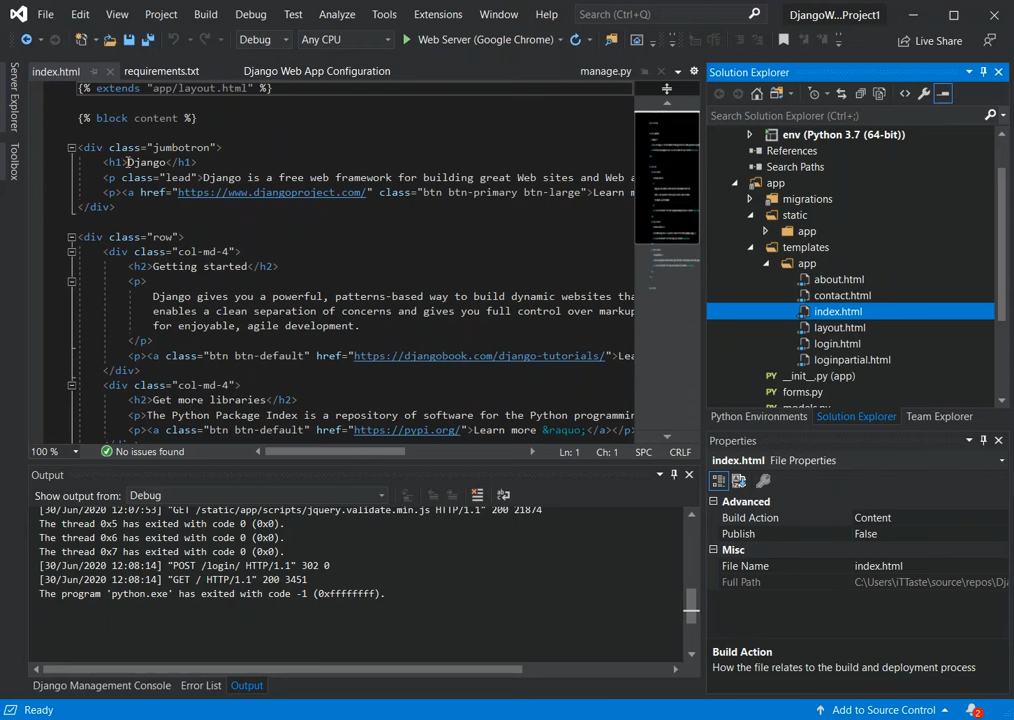 File Edit View Project Build Debug Test Analyze Tools Extensions Window Help Search (Ctrl+Q) DjangoW...Project1
Debug Any CPU Web Server (Google Chrome) Live Share
Server Explorer
Toolbox
index.html requirements.txt Django Web App Configuration manage.py
{% extends "app/layout.html" %}
{% block content %}
<div class="jumbotron">
<h1>Django</h1>
<p class="lead">Django is a free web framework for building great Web sites and Web a
<p><a href="https://www.djangoproject.com/" class="btn btn-primary btn-large">Learn m
</div>
<div class="row">
<div class="col-md-4">
<h2>Getting started</h2>
<p>
Django gives you a powerful, patterns-based way to build dynamic websites tha
enables a clean separation of concerns and gives you full control over markup
for enjoyable, agile development.
</p>
<p><a class="btn btn-default" href="https://djangobook.com/django-tutorials/">Lea
</div>
<div class="col-md-4">
<h2>Get more libraries</h2>
<p>The Python Package Index is a repository of software for the Python programmin
<p><a class="btn btn-default" href="https://pypi.org/">Learn more &raquo;</a></p>
100 % No issues found Ln: 1 Ch: 1 SPC CRLF
Output
Show output from: Debug
[30/Jun/2020 12:07:53] "GET /static/app/scripts/jquery.validate.min.js HTTP/1.1" 200 21874
The thread 0x5 has exited with code 0 (0x0).
The thread 0x6 has exited with code 0 (0x0).
The thread 0x7 has exited with code 0 (0x0).
[30/Jun/2020 12:08:14] "POST /login/ HTTP/1.1" 302 0
[30/Jun/2020 12:08:14] "GET / HTTP/1.1" 200 3451
The program 'python.exe' has exited with code -1 (0xffffffff).
Django Management Console Error List Output
Solution Explorer
Search Solution Explorer (Ctrl+;)
env (Python 3.7 (64-bit))
References
Search Paths
app
migrations
static
app
templates
app
about.html
contact.html
index.html
layout.html
login.html
loginpartial.html
__init__.py (app)
forms.py
models.py
Python Environments Solution Explorer Team Explorer
Properties
index.html File Properties
Advanced
Build Action Content
Publish False
Misc
File Name index.html
Full Path C:\Users\iTTaste\source\repos\Dja
Build Action
How the file relates to the build and deployment process
Ready Add to Source Control 2